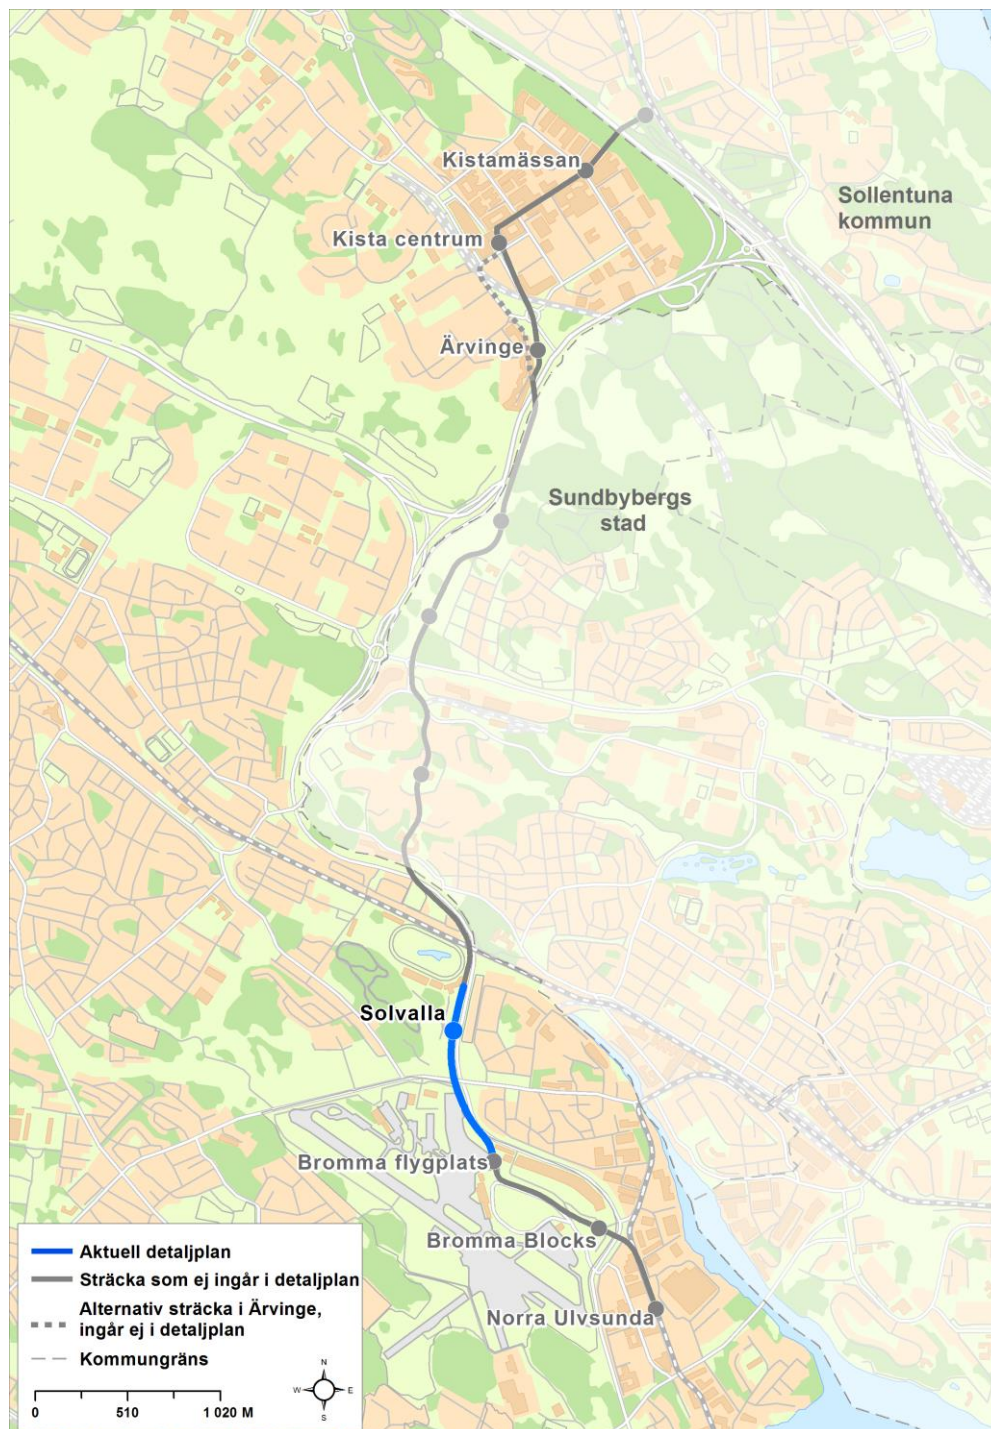 Kistamässan
Sollentuna
kommun
Kista centrum
Ärvinge
Sundbybergs
stad
Solvalla
Bromma flygplats
Bromma Blocks
Norra Ulvsunda
Aktuell detaljplan
Sträcka som ej ingår i detaljplan
Alternativ sträcka i Ärvinge,
ingår ej i detaljplan
Kommungräns
N
W E
S
0 510 1 020 M